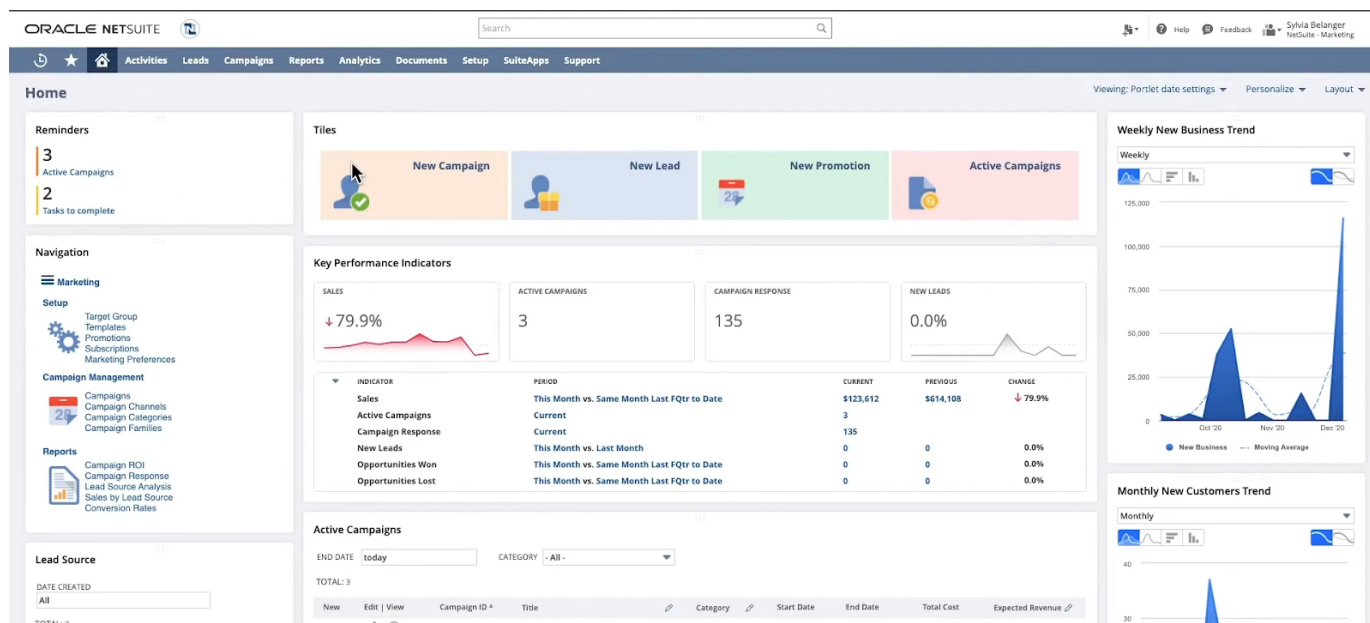 ORACLE NETSUITE
Search
Help
Feedback
Sylvia Belanger
NetSuite - Marketing
Activities
Leads
Campaigns
Reports
Analytics
Documents
Setup
SuiteApps
Support
Home
Viewing: Portlet date settings
Personalize
Layout
Reminders
3
Active Campaigns
2
Tasks to complete
Navigation
Marketing
Setup
Target Group
Templates
Promotions
Subscriptions
Marketing Preferences
Campaign Management
28
Campaigns
Campaign Channels
Campaign Categories
Campaign Families
Reports
Campaign ROI
Campaign Response
Lead Source Analysis
Sales by Lead Source
Conversion Rates
Lead Source
DATE CREATED
All
Tiles
New Campaign
New Lead
New Promotion
28
Active Campaigns
Key Performance Indicators
SALES
79.9%
ACTIVE CAMPAIGNS
3
CAMPAIGN RESPONSE
135
NEW LEADS
0.0%
INDICATOR PERIOD CURRENT PREVIOUS CHANGE
Sales This Month vs. Same Month Last FQtr to Date $123,612 $614,108 79.9%
Active Campaigns Current 3
Campaign Response Current 135
New Leads This Month vs. Last Month 0 0 0.0%
Opportunities Won This Month vs. Same Month Last FQtr to Date 0 0 0.0%
Opportunities Lost This Month vs. Same Month Last FQtr to Date 0 0 0.0%
Active Campaigns
END DATE today CATEGORY - All -
TOTAL: 3
New Edit | View Campaign ID Title Category Start Date End Date Total Cost Expected Revenue
Weekly New Business Trend
Weekly
125,000
100,000
75,000
50,000
25,000
0
Oct '20 Nov '20 Dec '20
New Business Moving Average
Monthly New Customers Trend
Monthly
40
30